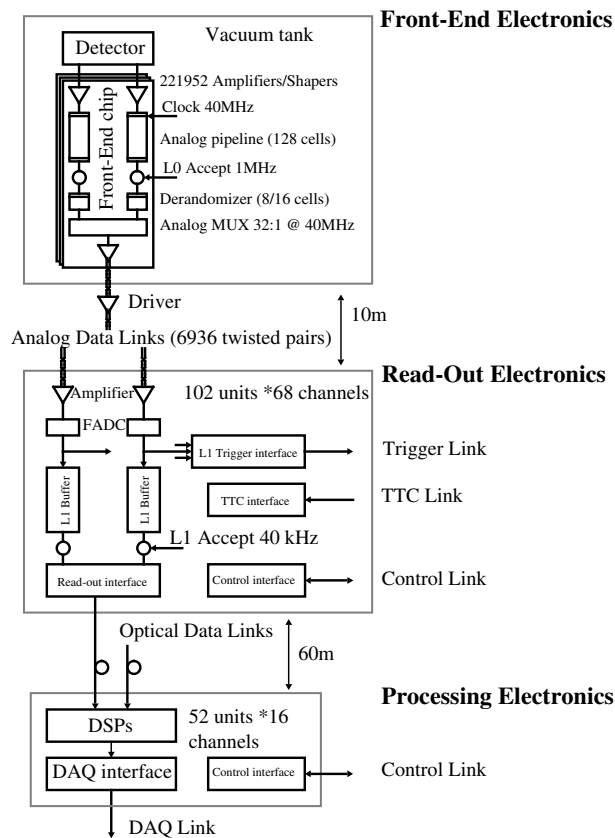 Front-End Electronics
Vacuum tank
Detector
221952 Amplifiers/Shapers
Clock 40MHz
Front-End chip
Analog pipeline (128 cells)
L0 Accept 1MHz
Derandomizer (8/16 cells)
Analog MUX 32:1 @ 40MHz
Driver
10m
Analog Data Links (6936 twisted pairs)
Read-Out Electronics
Amplifier
102 units *68 channels
FADC
L1 Trigger interface
Trigger Link
L1 Buffer
L1 Buffer
TTC interface
TTC Link
L1 Accept 40 kHz
Read-out interface
Control interface
Control Link
Optical Data Links
60m
Processing Electronics
DSPs
52 units *16
channels
DAQ interface
Control interface
Control Link
DAQ Link